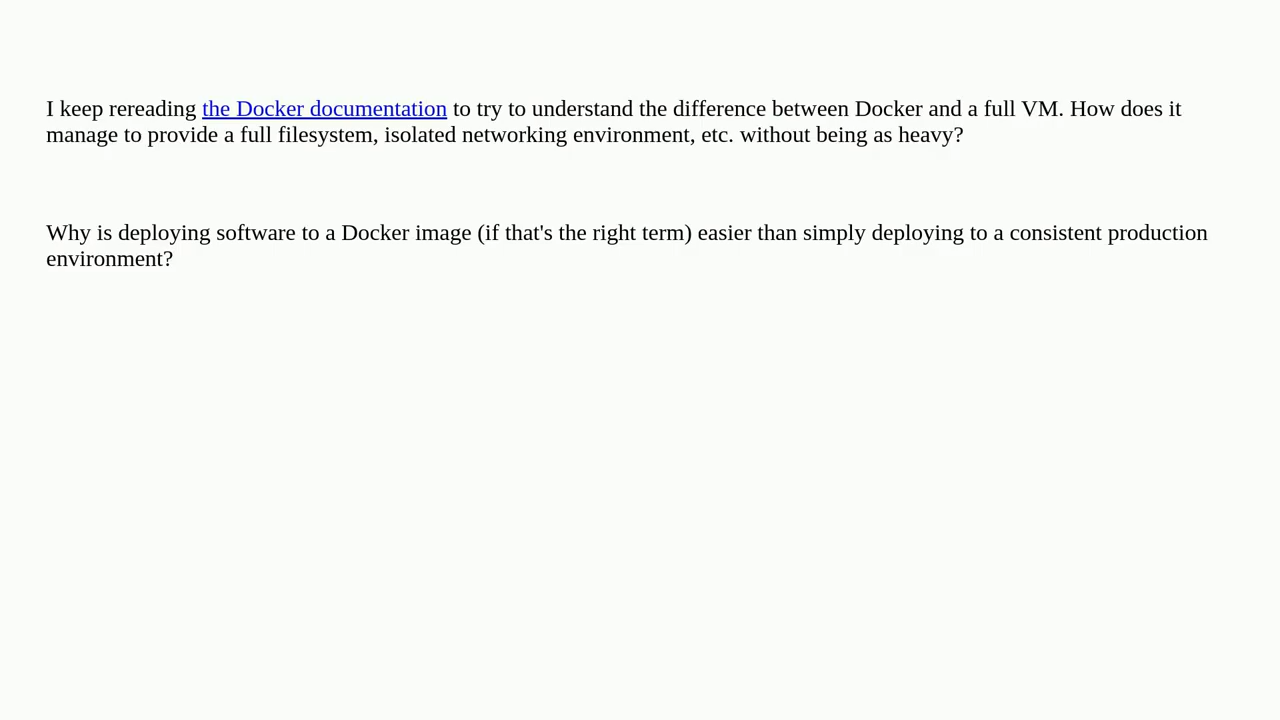 I keep rereading the Docker documentation to try to understand the difference between Docker and a full VM. How does it
manage to provide a full filesystem, isolated networking environment, etc. without being as heavy?
Why is deploying software to a Docker image (if that's the right term) easier than simply deploying to a consistent production
environment?